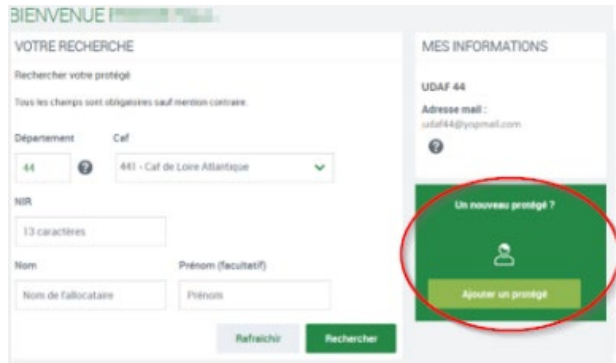 BIENVENUE
VOTRE RECHERCHE
Rechercher votre protégé
Tous les champs sont obligatoires sauf mention contraire.
Département Caf
44 ? 441 - Caf de Loire Atlantique
NIR
13 caractères
Nom Prénom (facultatif)
Nom de l'allocataire Prénom
Rafraichir Rechercher
MES INFORMATIONS
UDAF 44
Adresse mail :
udaf44@yopmail.com
?
Un nouveau protégé ?
Ajouter un protégé